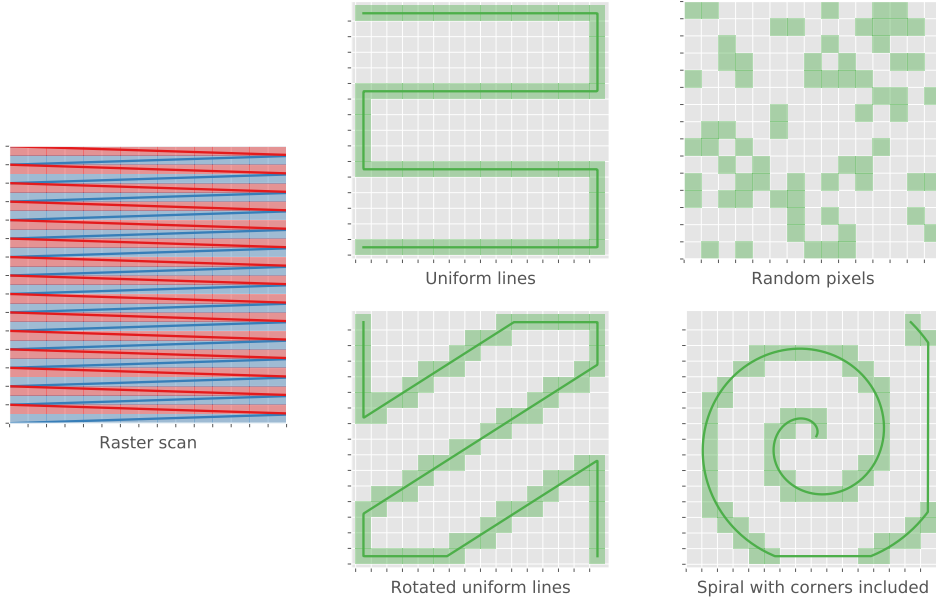 Uniform lines
Random pixels
Raster scan
Rotated uniform lines
Spiral with corners included